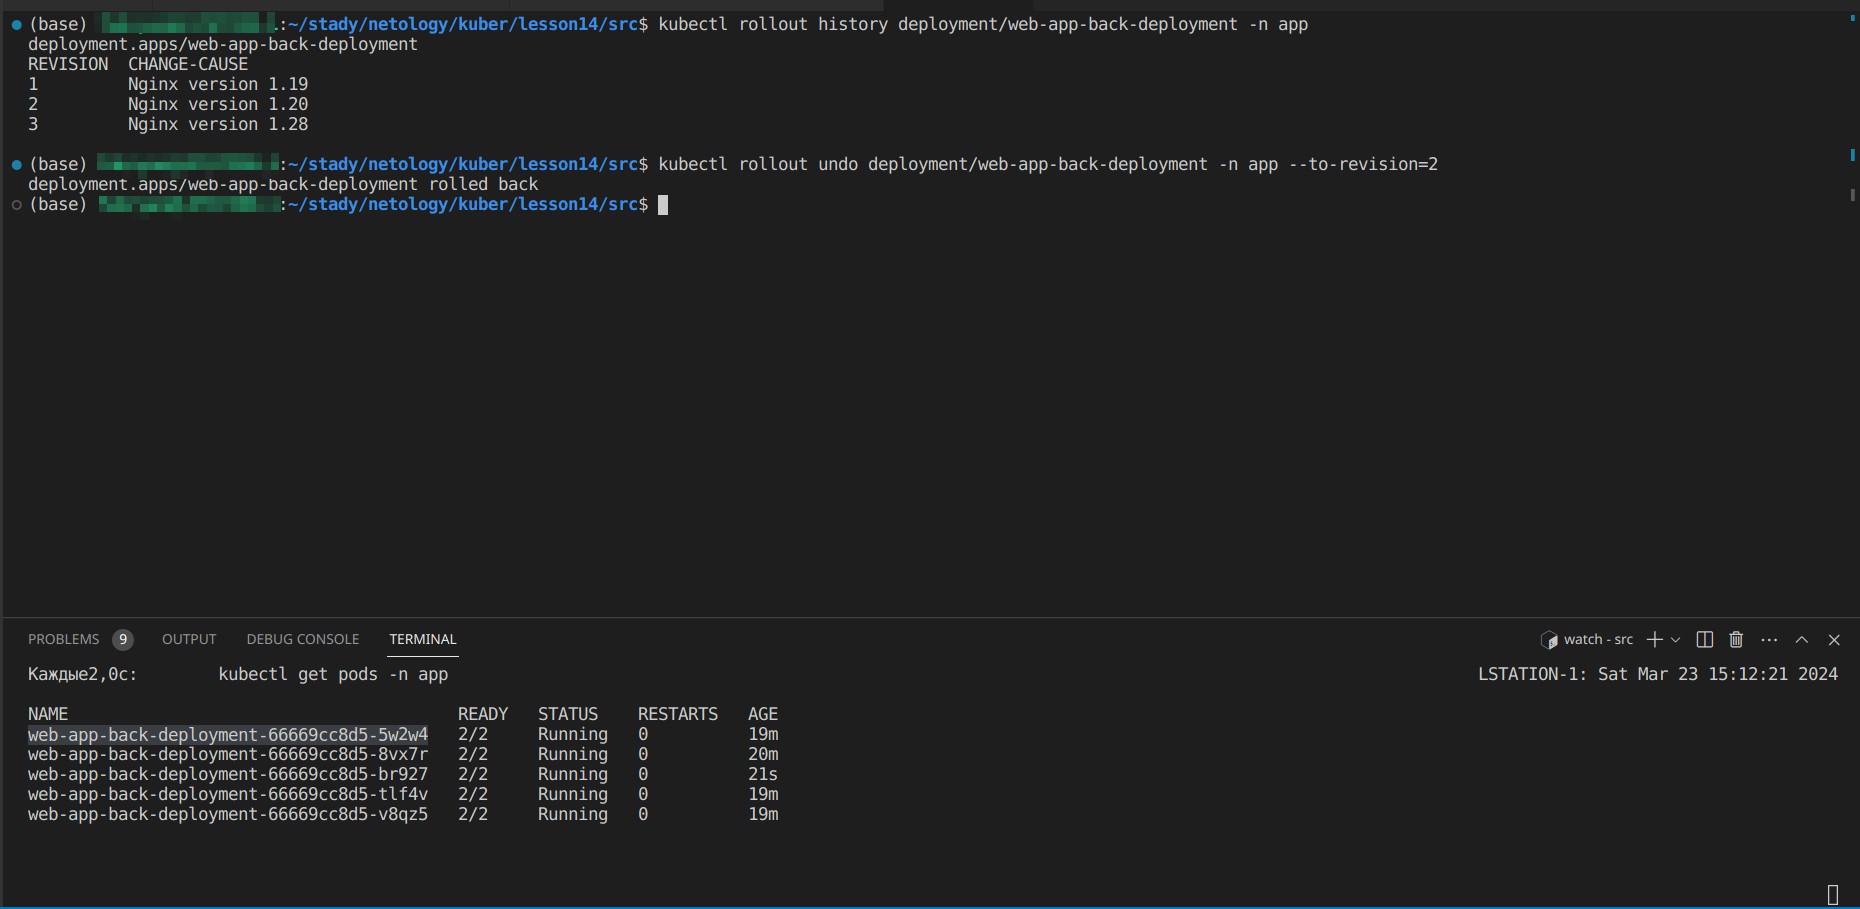 (base) :~/stady/netology/kuber/lesson14/src$ kubectl rollout history deployment/web-app-back-deployment -n app
deployment.apps/web-app-back-deployment
REVISION  CHANGE-CAUSE
1         Nginx version 1.19
2         Nginx version 1.20
3         Nginx version 1.28
(base) :~/stady/netology/kuber/lesson14/src$ kubectl rollout undo deployment/web-app-back-deployment -n app --to-revision=2
deployment.apps/web-app-back-deployment rolled back
(base) :~/stady/netology/kuber/lesson14/src$
PROBLEMS 9 OUTPUT DEBUG CONSOLE TERMINAL watch - src
Каждые2,0с: kubectl get pods -n app LSTATION-1: Sat Mar 23 15:12:21 2024
NAME READY STATUS RESTARTS AGE
web-app-back-deployment-66669cc8d5-5w2w4 2/2 Running 0 19m
web-app-back-deployment-66669cc8d5-8vx7r 2/2 Running 0 20m
web-app-back-deployment-66669cc8d5-br927 2/2 Running 0 21s
web-app-back-deployment-66669cc8d5-tlf4v 2/2 Running 0 19m
web-app-back-deployment-66669cc8d5-v8qz5 2/2 Running 0 19m